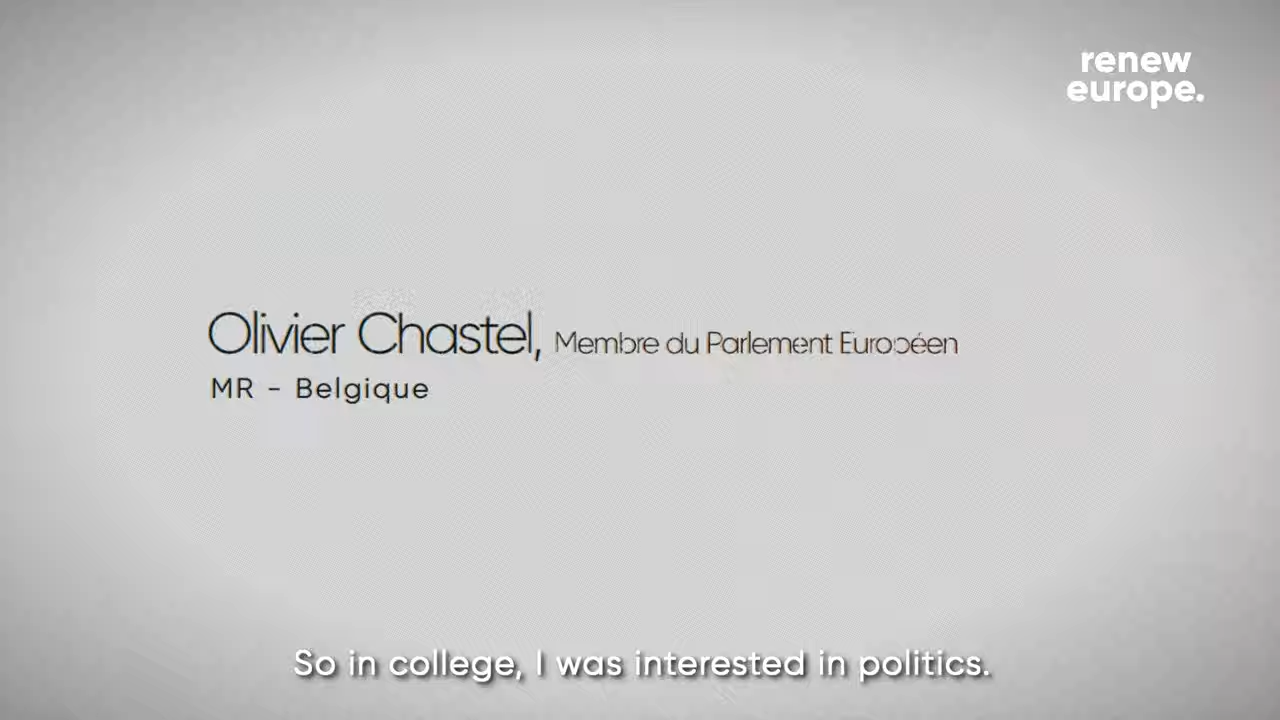 renew
europe.
Olivier Chastel, Membre du Parlement Européen
MR - Belgique
So in college, I was interested in politics.